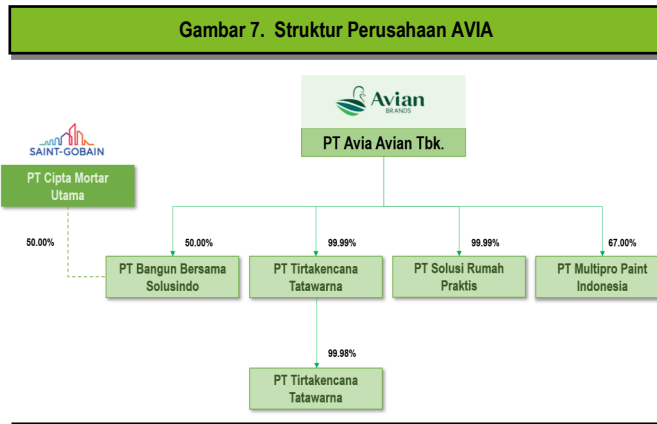 Gambar 7. Struktur Perusahaan AVIA
Avian
BRANDS
PT Avia Avian Tbk.
SAINT-GOBAIN
PT Cipta Mortar
Utama
50.00%
50.00%
99.99%
99.99%
67.00%
PT Bangun Bersama
Solusindo
PT Tirtakencana
Tatawarna
PT Solusi Rumah
Praktis
PT Multipro Paint
Indonesia
99.98%
PT Tirtakencana
Tatawarna